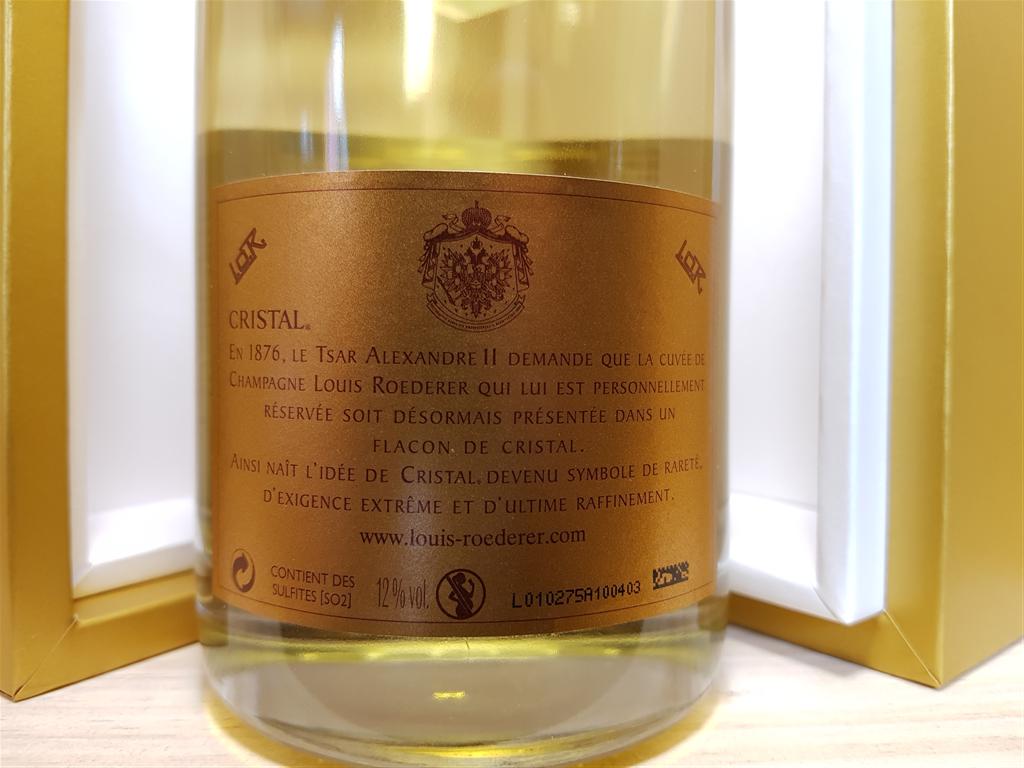 LOR
LOR
CRISTAL®
EN 1876, LE TSAR ALEXANDRE II DEMANDE QUE LA CUVÉE DE
CHAMPAGNE LOUIS ROEDERER QUI LUI EST PERSONNELLEMENT
RÉSERVÉE SOIT DÉSORMAIS PRÉSENTÉE DANS UN
FLACON DE CRISTAL.
AINSI NAÎT L'IDÉE DE CRISTAL® DEVENU SYMBOLE DE RARETÉ,
D'EXIGENCE EXTRÊME ET D'ULTIME RAFFINEMENT.
www.louis-roederer.com
CONTIENT DES
SULFITES [SO2]
12 % vol.
L010275A100403